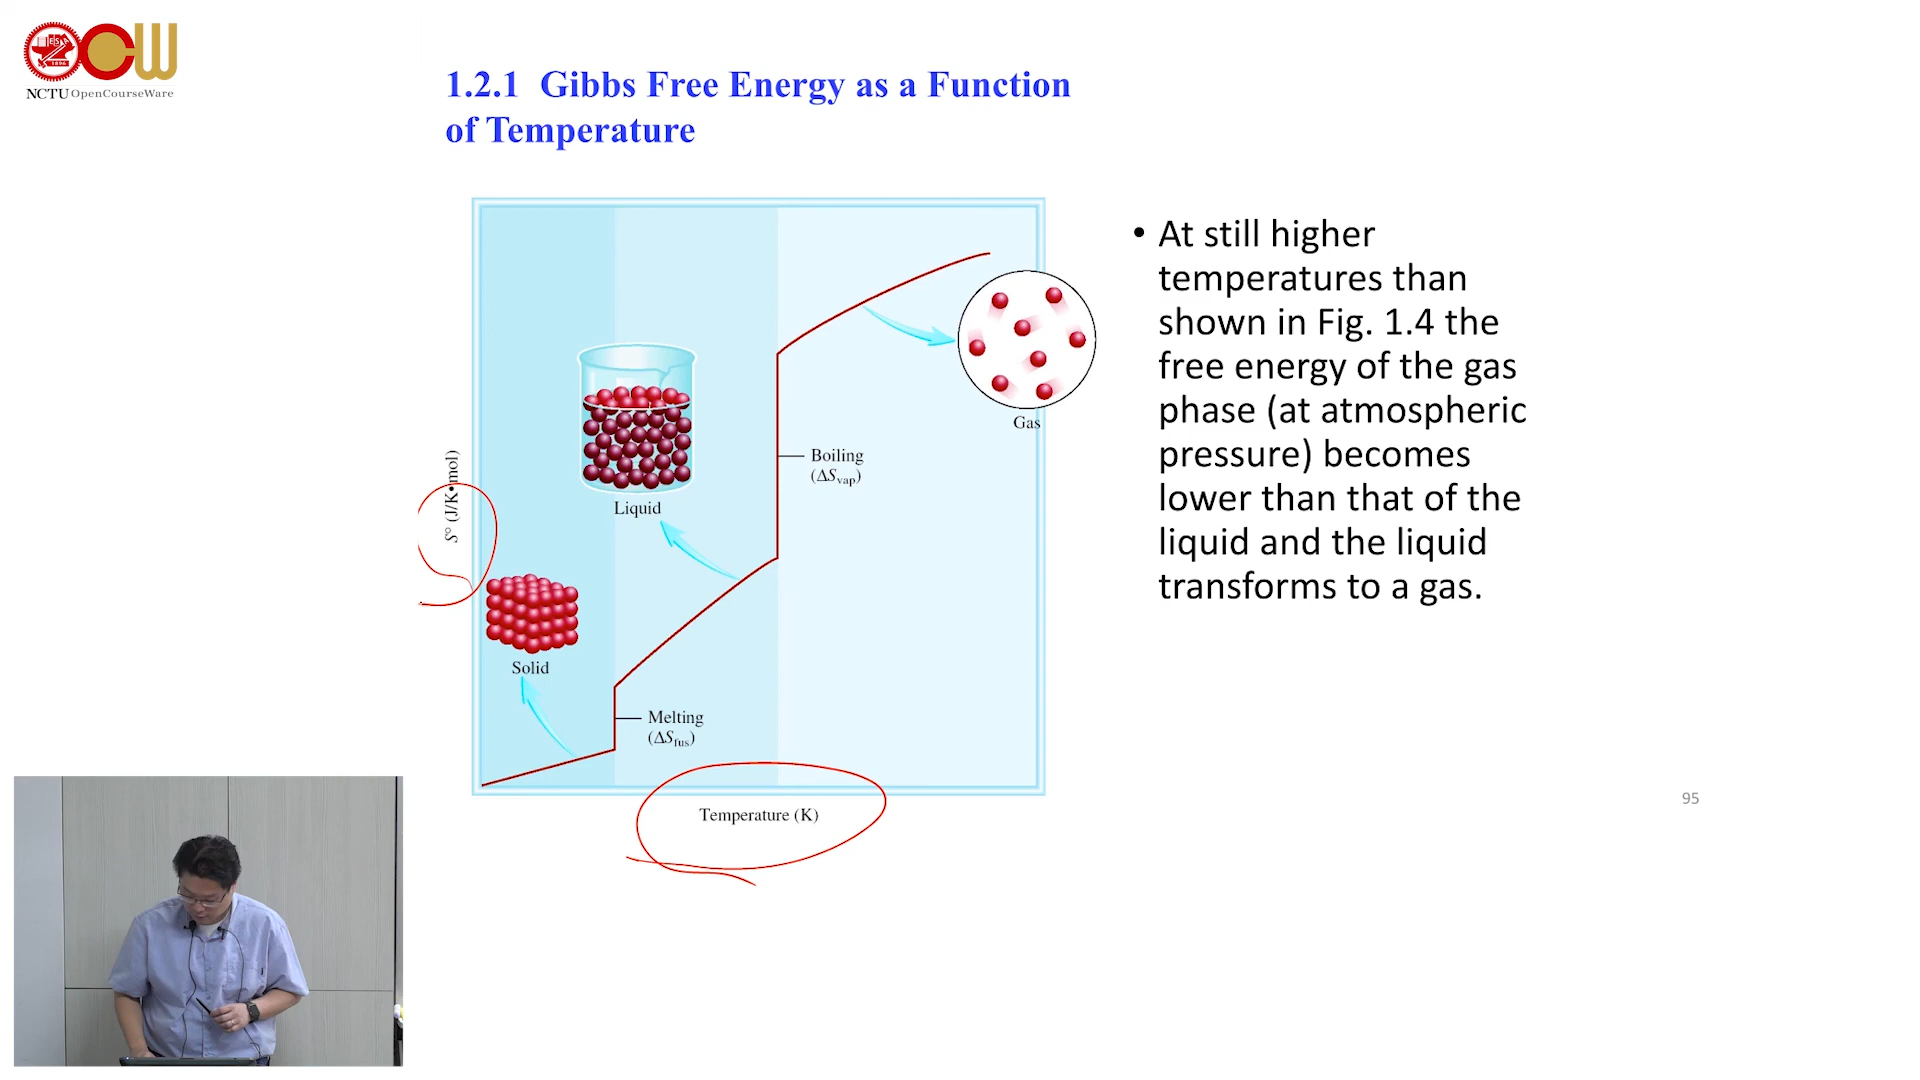 NCTU OpenCourseWare
1.2.1 Gibbs Free Energy as a Function
of Temperature
S° (J/K•mol)
Solid
Liquid
Gas
Boiling
(ΔSvap)
Melting
(ΔSfus)
Temperature (K)
• At still higher
temperatures than
shown in Fig. 1.4 the
free energy of the gas
phase (at atmospheric
pressure) becomes
lower than that of the
liquid and the liquid
transforms to a gas.
95